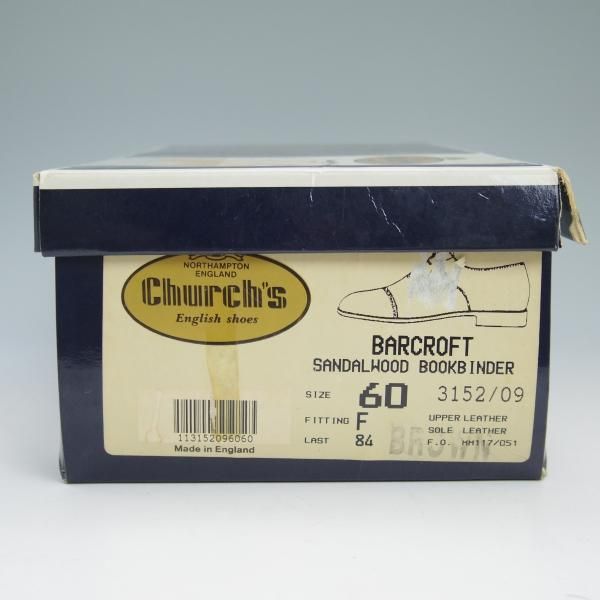 NORTHAMPTON
ENGLAND
Church's
English shoes
BARCROFT
SANDALWOOD BOOKBINDER
SIZE 60 3152/09
FITTING F UPPER LEATHER
SOLE LEATHER
LAST 84 F.O. MM117/051
BROWN
113152096060
Made in England